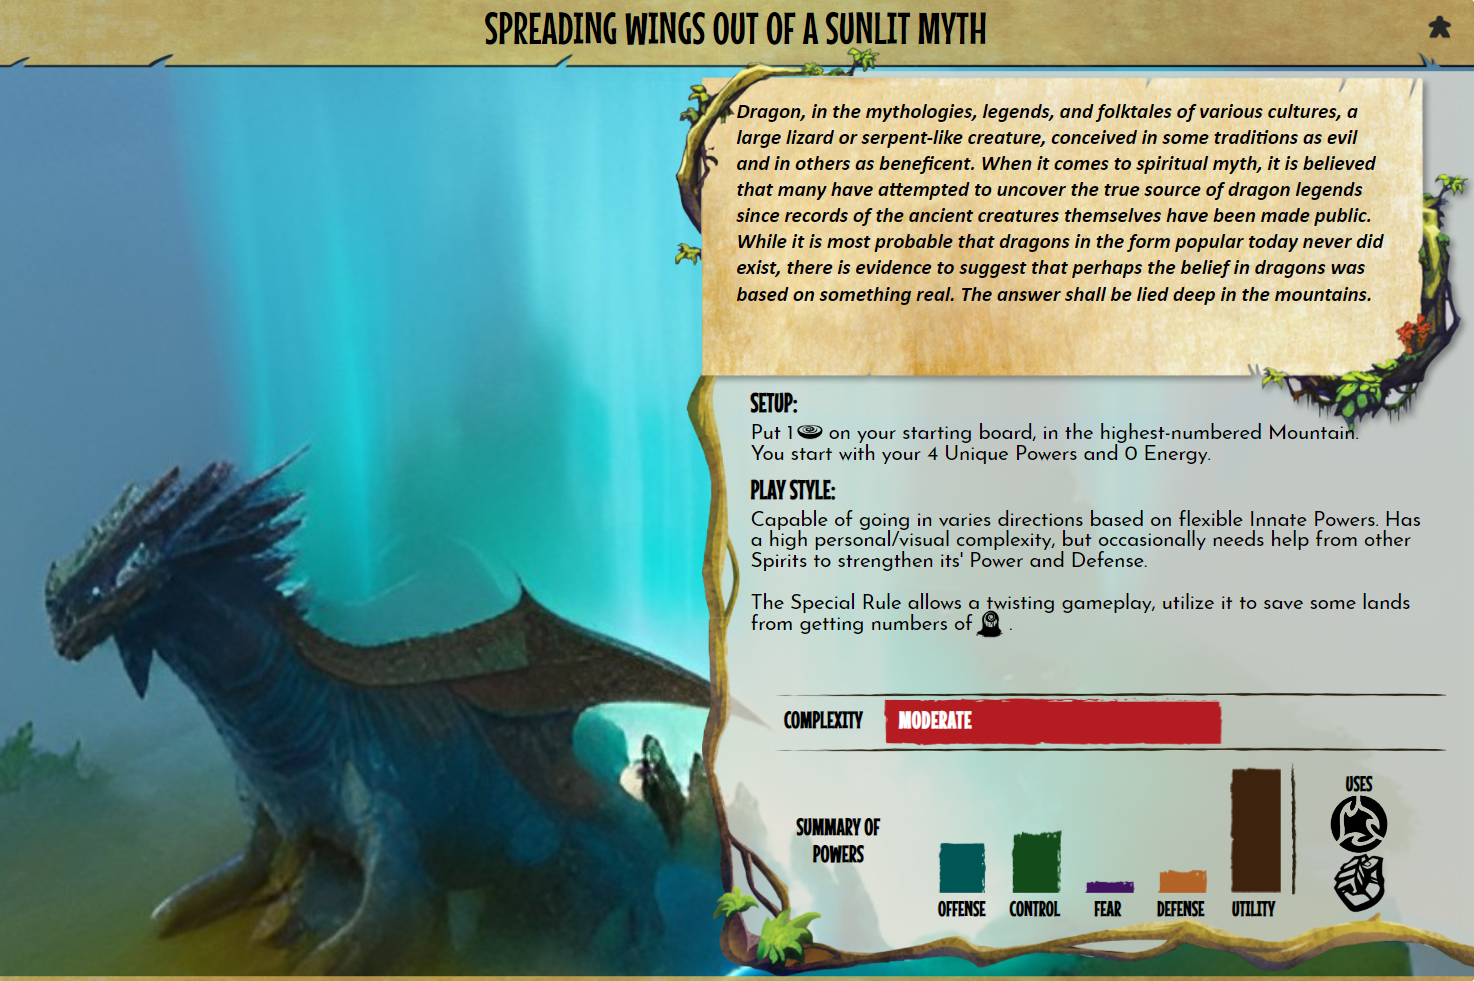 SPREADING WINGS OUT OF A SUNLIT MYTH
Dragon, in the mythologies, legends, and folktales of various cultures, a
large lizard or serpent-like creature, conceived in some traditions as evil
and in others as beneficent. When it comes to spiritual myth, it is believed
that many have attempted to uncover the true source of dragon legends
since records of the ancient creatures themselves have been made public.
While it is most probable that dragons in the form popular today never did
exist, there is evidence to suggest that perhaps the belief in dragons was
based on something real. The answer shall be lied deep in the mountains.
SETUP:
Put 1 on your starting board, in the highest-numbered Mountain.
You start with your 4 Unique Powers and 0 Energy.
PLAY STYLE:
Capable of going in varies directions based on flexible Innate Powers. Has
a high personal/visual complexity, but occasionally needs help from other
Spirits to strengthen its' Power and Defense.
The Special Rule allows a twisting gameplay, utilize it to save some lands
from getting numbers of .
COMPLEXITY MODERATE
SUMMARY OF
POWERS
OFFENSE CONTROL FEAR DEFENSE UTILITY
USES